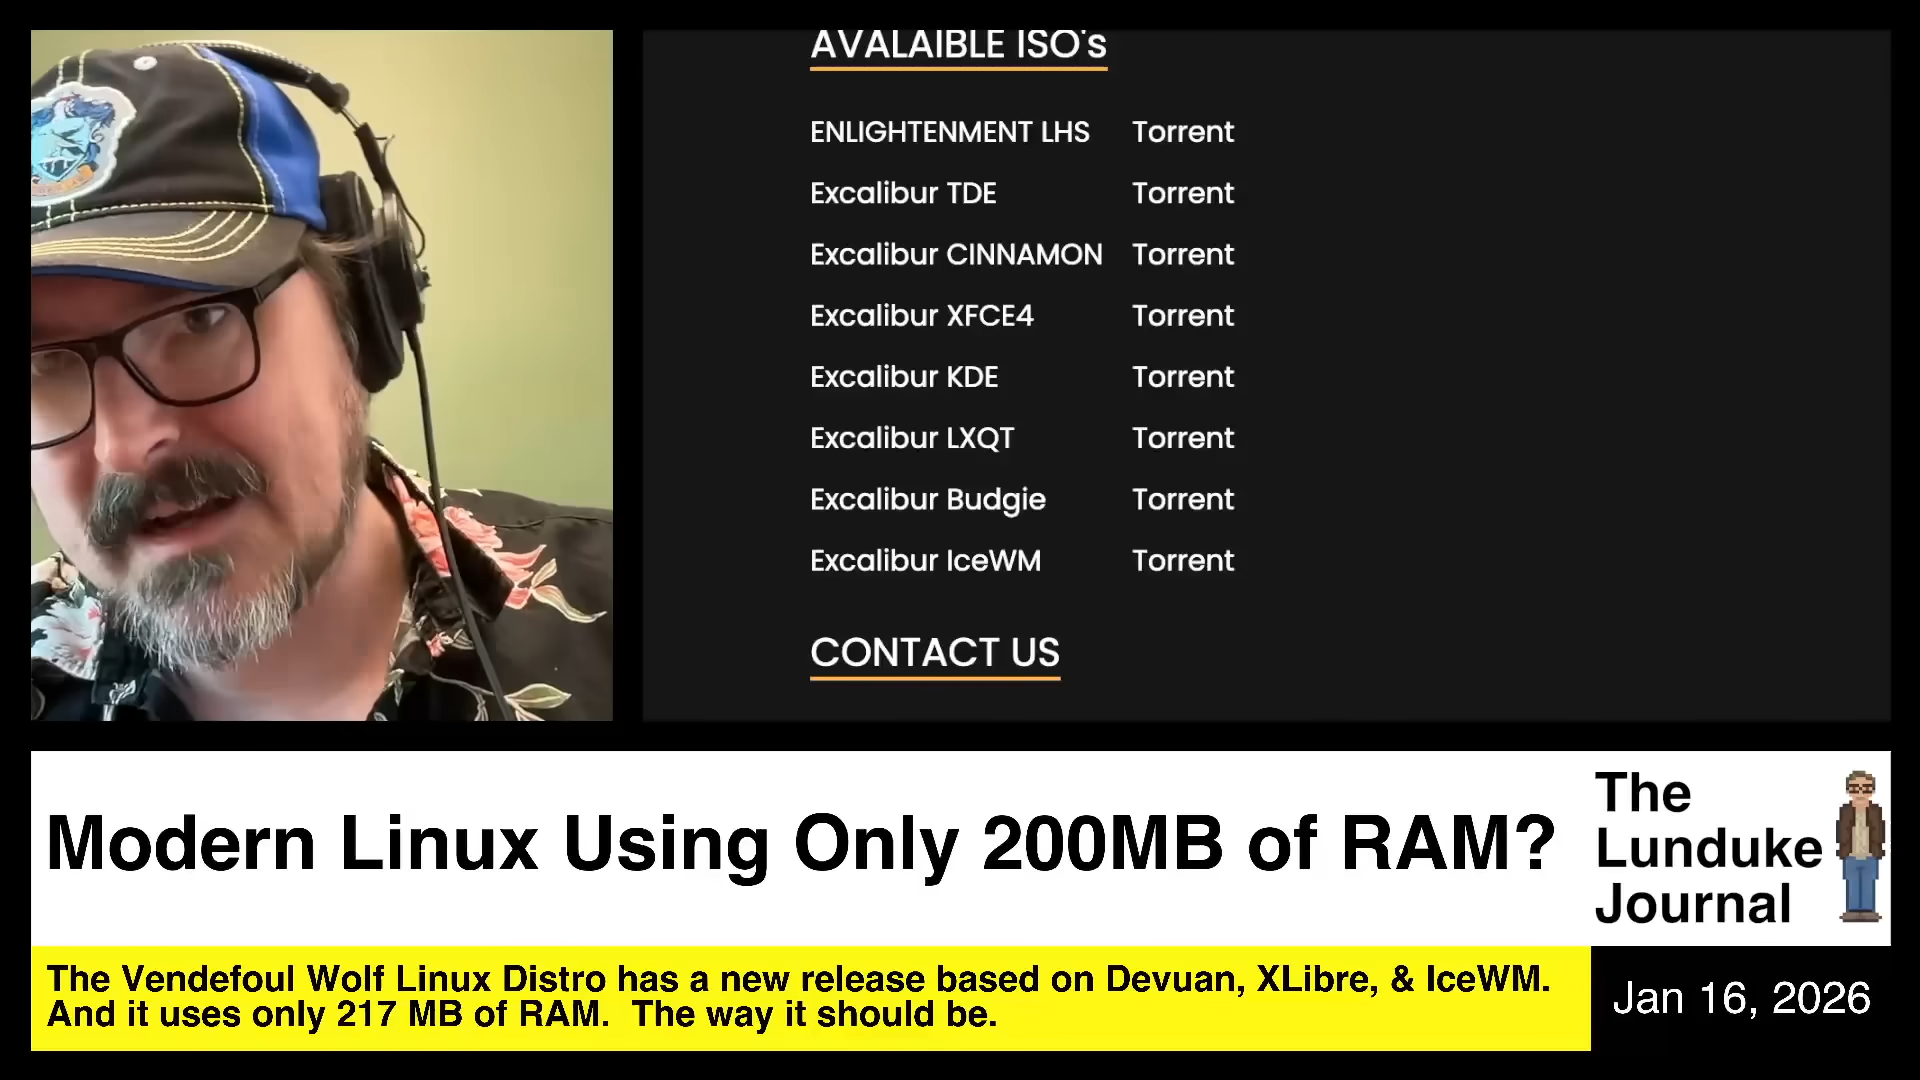 AVALAIBLE ISO's
ENLIGHTENMENT LHS Torrent
Excalibur TDE Torrent
Excalibur CINNAMON Torrent
Excalibur XFCE4 Torrent
Excalibur KDE Torrent
Excalibur LXQT Torrent
Excalibur Budgie Torrent
Excalibur IceWM Torrent
CONTACT US
Modern Linux Using Only 200MB of RAM?
The
Lunduke
Journal
The Vendefoul Wolf Linux Distro has a new release based on Devuan, XLibre, & IceWM.
And it uses only 217 MB of RAM.  The way it should be.
Jan 16, 2026